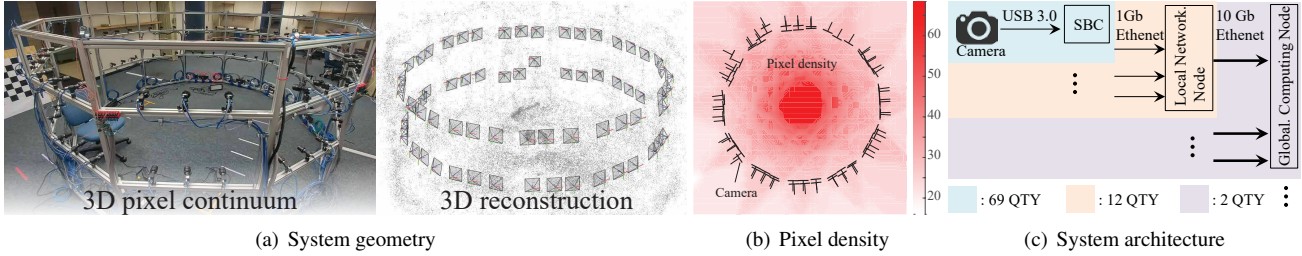 3D pixel continuum
3D reconstruction
(a) System geometry
Pixel density
Camera
60
50
40
30
20
(b) Pixel density
Camera
USB 3.0
SBC
1Gb
Ethenet
Local Network.
Node
10 Gb
Ethenet
Global. Computing Node
: 69 QTY
: 12 QTY
: 2 QTY
(c) System architecture